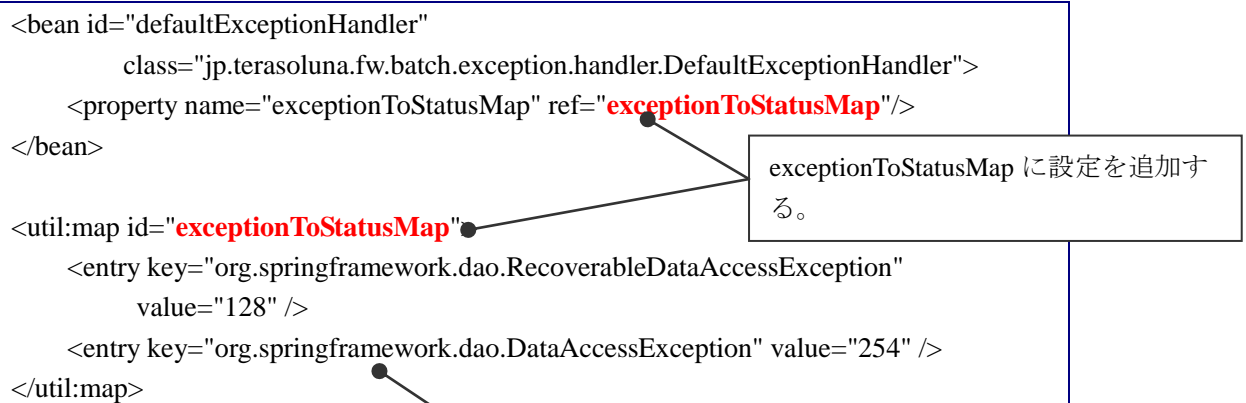 <bean id="defaultExceptionHandler"
class="jp.terasoluna.fw.batch.exception.handler.DefaultExceptionHandler">
<property name="exceptionToStatusMap" ref="exceptionToStatusMap"/>
</bean>
exceptionToStatusMap に設定を追加す
る。
<util:map id="exceptionToStatusMap">
<entry key="org.springframework.dao.RecoverableDataAccessException"
value="128" />
<entry key="org.springframework.dao.DataAccessException" value="254" />
</util:map>